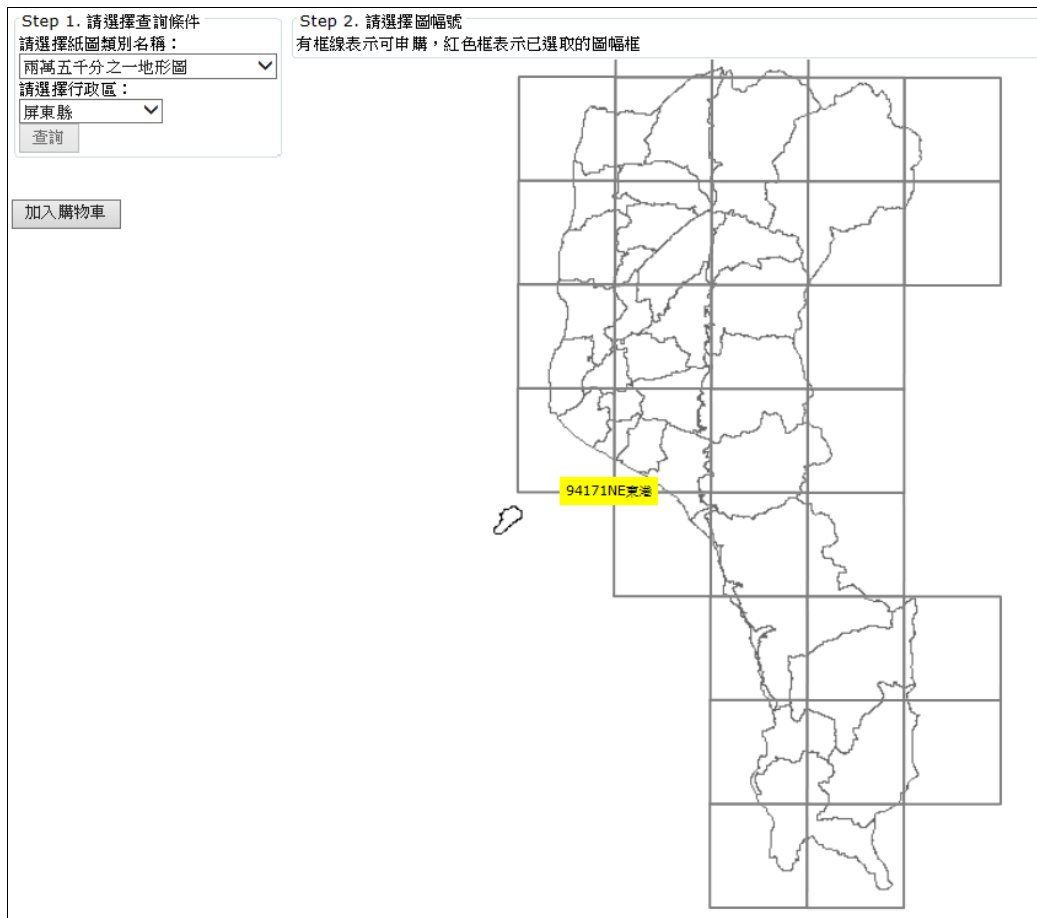 Step 1. 請選擇查詢條件
請選擇紙圖類別名稱：
兩萬五千分之一地形圖
請選擇行政區：
屏東縣
查詢
加入購物車
Step 2. 請選擇圖幅號
有框線表示可申購，紅色框表示已選取的圖幅框
94171NE東港